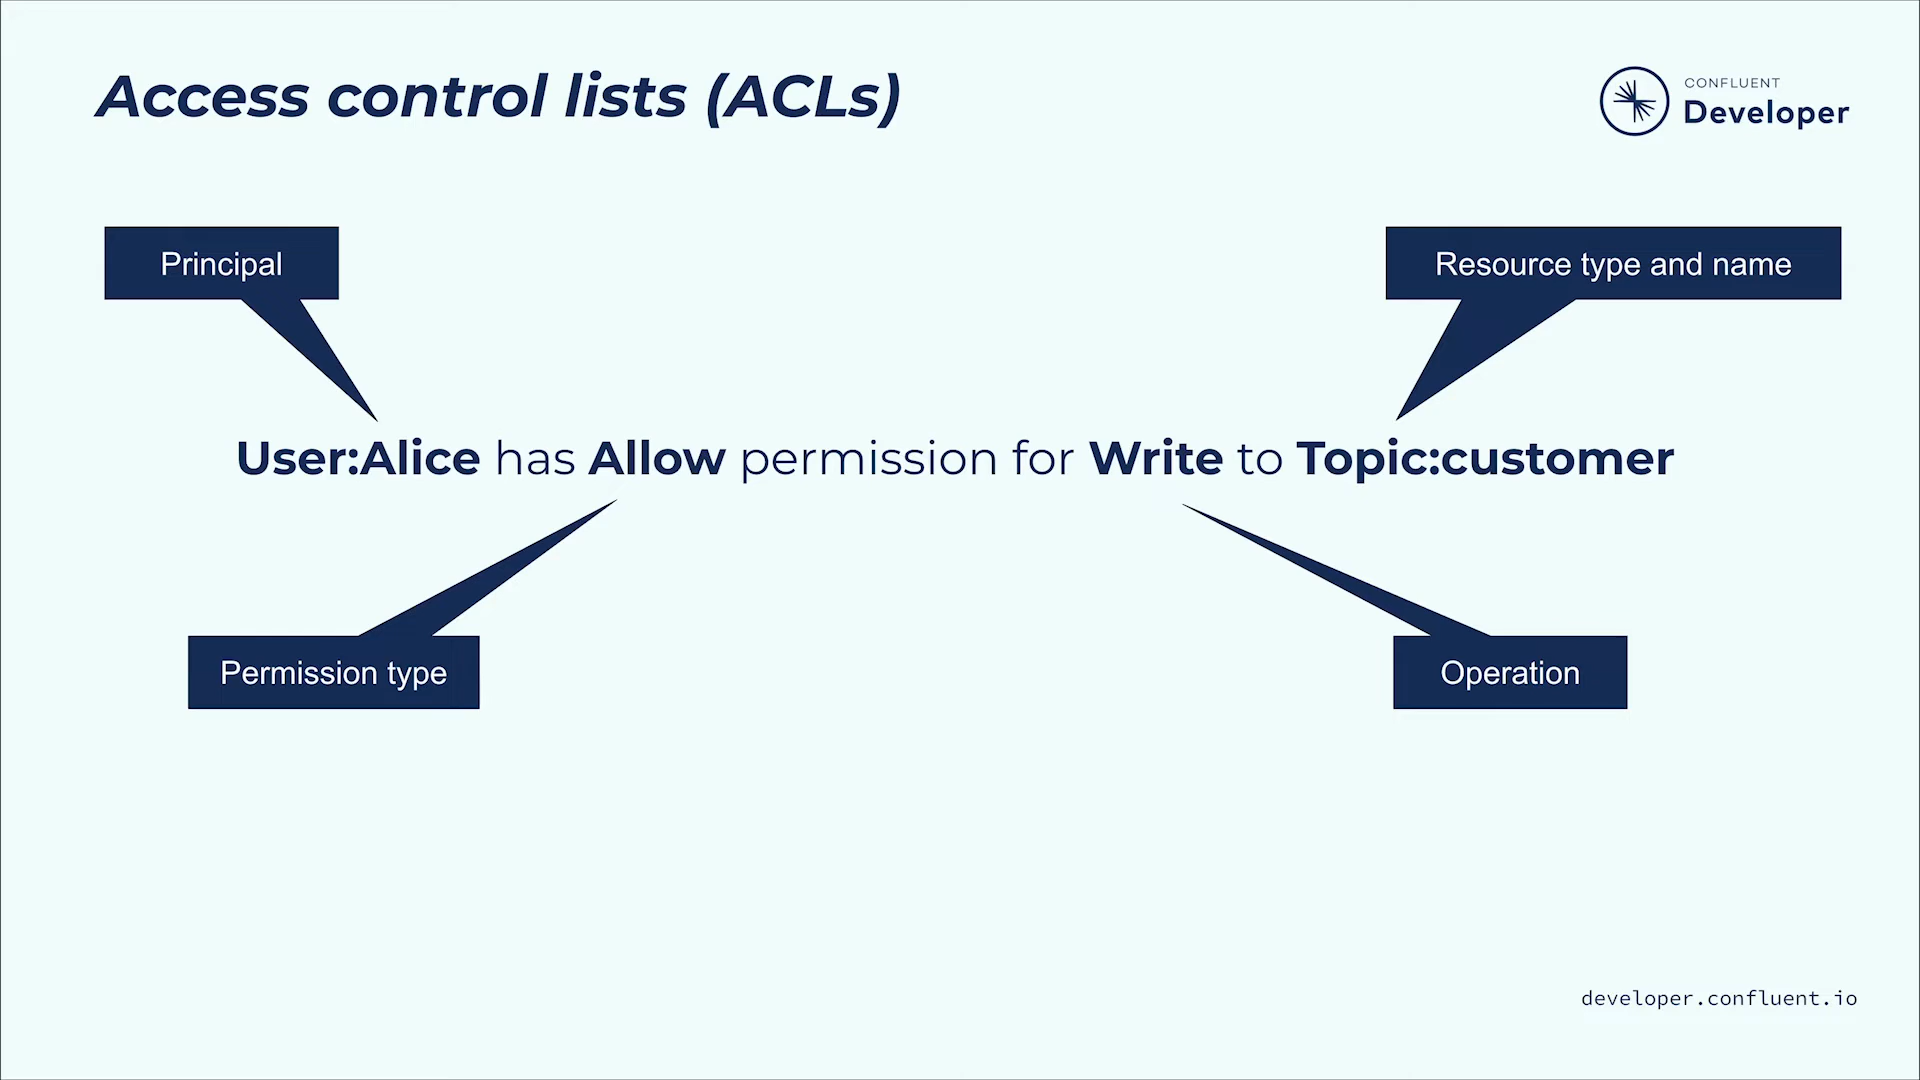 Access control lists (ACLs)
CONFLUENT
Developer
Principal
Resource type and name
User:Alice has Allow permission for Write to Topic:customer
Permission type
Operation
developer.confluent.io